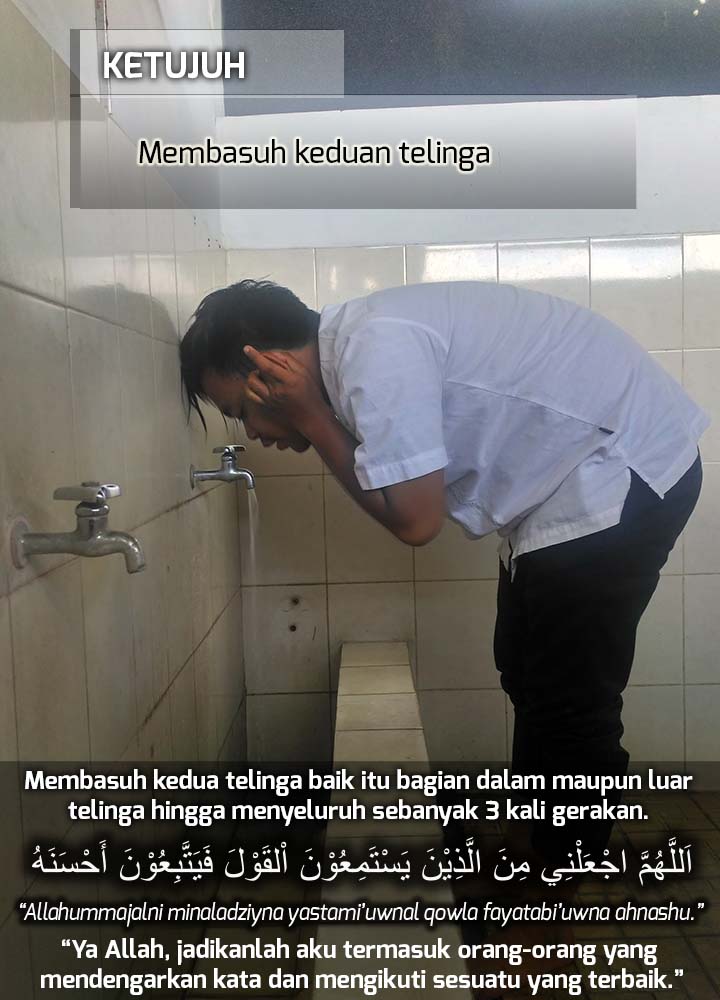 KETUJUH
Membasuh keduan telinga
Membasuh kedua telinga baik itu bagian dalam maupun luar
telinga hingga menyeluruh sebanyak 3 kali gerakan.
اَللَّهُمَّ اجْعَلْنِي مِنَ الَّذِيْنَ يَسْتَمِعُوْنَ اْلقَوْلَ فَيَتَّبِعُوْنَ أَحْسَنَهُ
“Allahummajalni minaladziyna yastami’uwnal qowla fayatabi’uwna ahnashu.”
“Ya Allah, jadikanlah aku termasuk orang-orang yang
mendengarkan kata dan mengikuti sesuatu yang terbaik.”